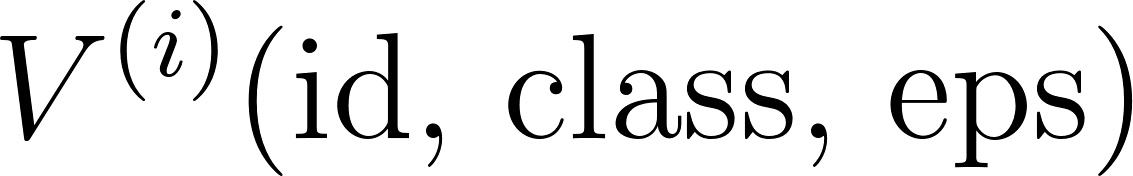 V^{(i)}(id, class, eps)